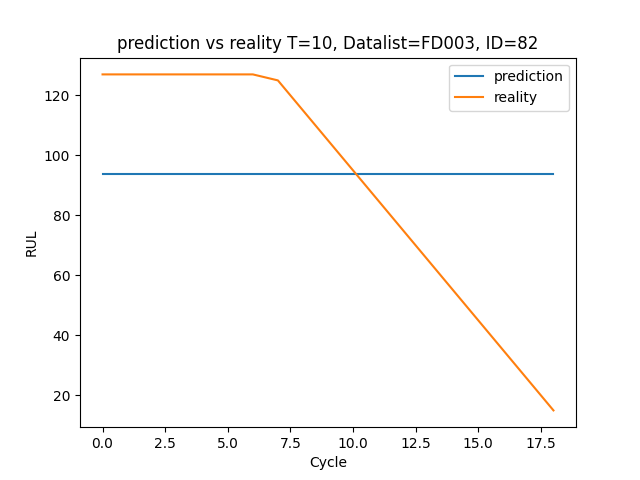 prediction vs reality T=10, Datalist=FD003, ID=82
prediction
reality
120
100
80
60
40
20
RUL
0.0 2.5 5.0 7.5 10.0 12.5 15.0 17.5
Cycle